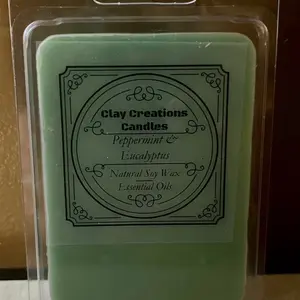 Clay Creations
Candles
Peppermint &
Eucalyptus
Natural Soy Wax
Essential Oils